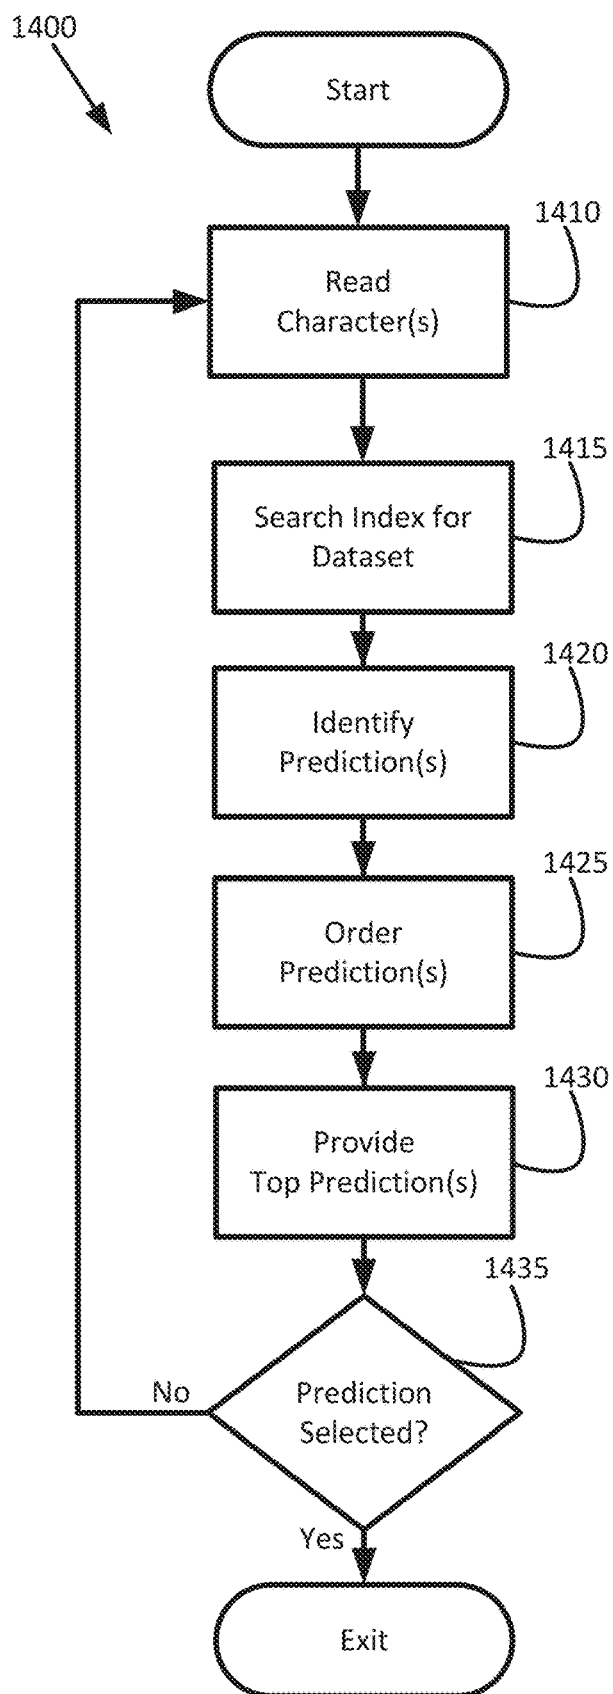 1400
Start
1410
Read
Character(s)
1415
Search Index for
Dataset
1420
Identify
Prediction(s)
1425
Order
Prediction(s)
1430
Provide
Top Prediction(s)
1435
No
Prediction
Selected?
Yes
Exit